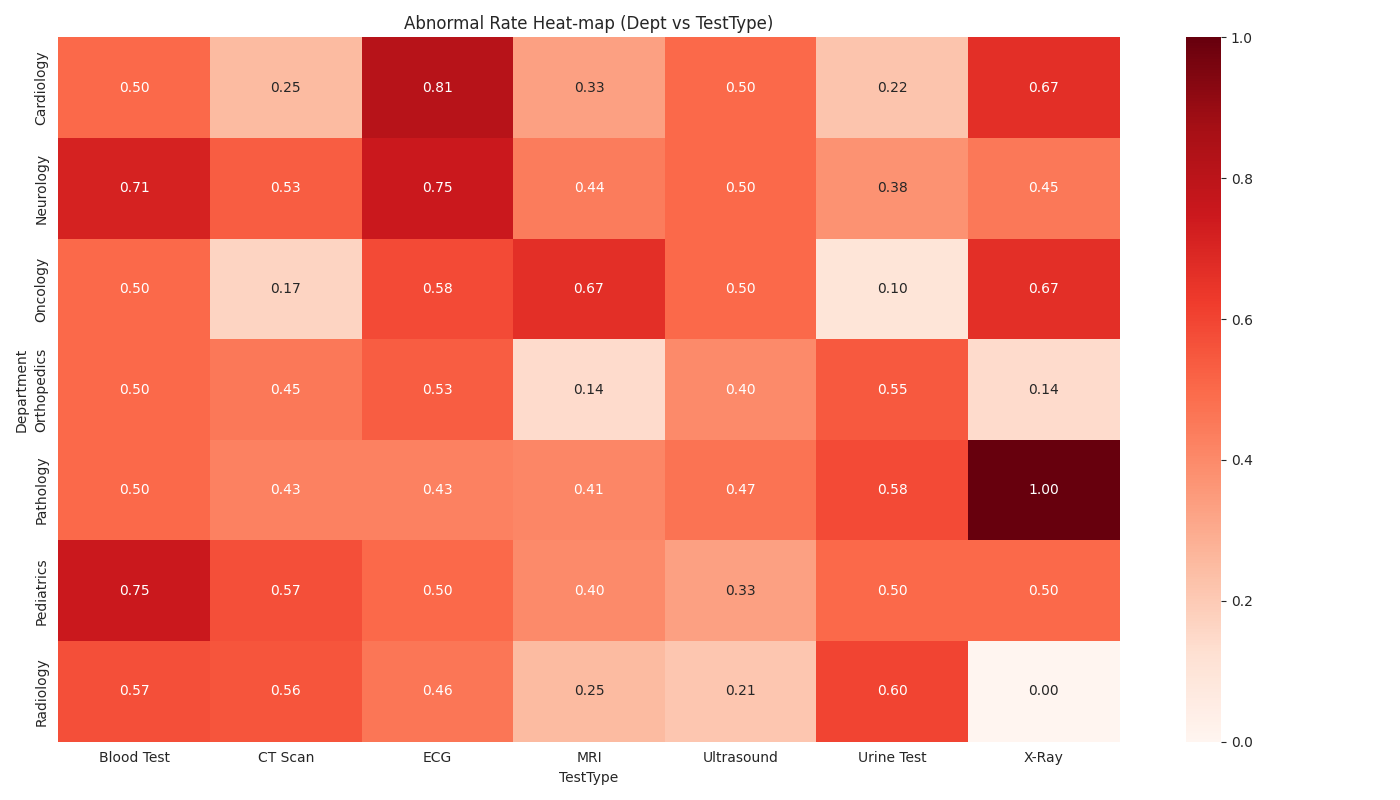 Abnormal Rate Heat-map (Dept vs TestType)
Department
Cardiology 0.50 0.25 0.81 0.33 0.50 0.22 0.67
Neurology 0.71 0.53 0.75 0.44 0.50 0.38 0.45
Oncology 0.50 0.17 0.58 0.67 0.50 0.10 0.67
Orthopedics 0.50 0.45 0.53 0.14 0.40 0.55 0.14
Pathology 0.50 0.43 0.43 0.41 0.47 0.58 1.00
Pediatrics 0.75 0.57 0.50 0.40 0.33 0.50 0.50
Radiology 0.57 0.56 0.46 0.25 0.21 0.60 0.00
Blood Test CT Scan ECG MRI Ultrasound Urine Test X-Ray
TestType
1.0
0.8
0.6
0.4
0.2
0.0